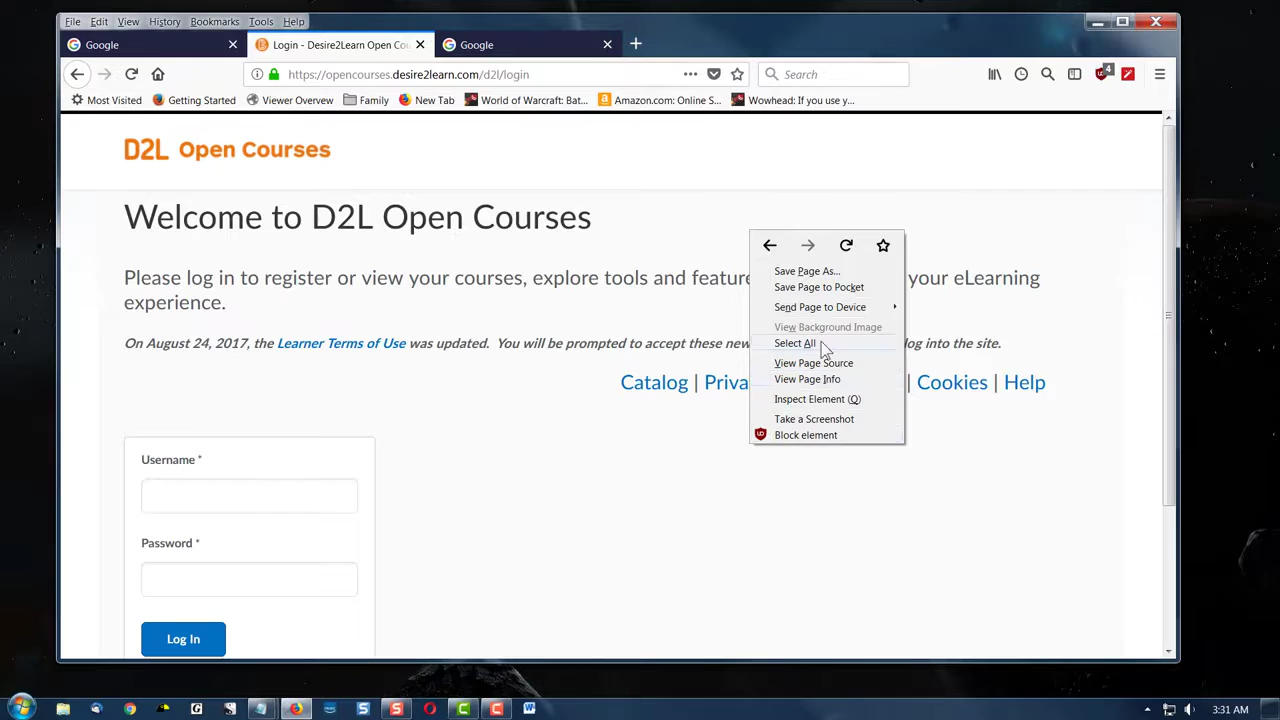 File Edit View History Bookmarks Tools Help
Google
Login - Desire2Learn Open Cou
Google
https://opencourses.desire2learn.com/d2l/login
Search
4
Most Visited
Getting Started
Viewer Overview
Family
New Tab
World of Warcraft: Bat...
Amazon.com: Online S...
Wowhead: If you use y...
D2L Open Courses
Welcome to D2L Open Courses
Please log in to register or view your courses, explore tools and feature your eLearning
experience.
On August 24, 2017, the Learner Terms of Use was updated. You will be prompted to accept these new log into the site.
Catalog | Priva | Cookies | Help
Save Page As...
Save Page to Pocket
Send Page to Device
View Background Image
Select All
View Page Source
View Page Info
Inspect Element (Q)
Take a Screenshot
Block element
Username *
Password *
Log In
3:31 AM